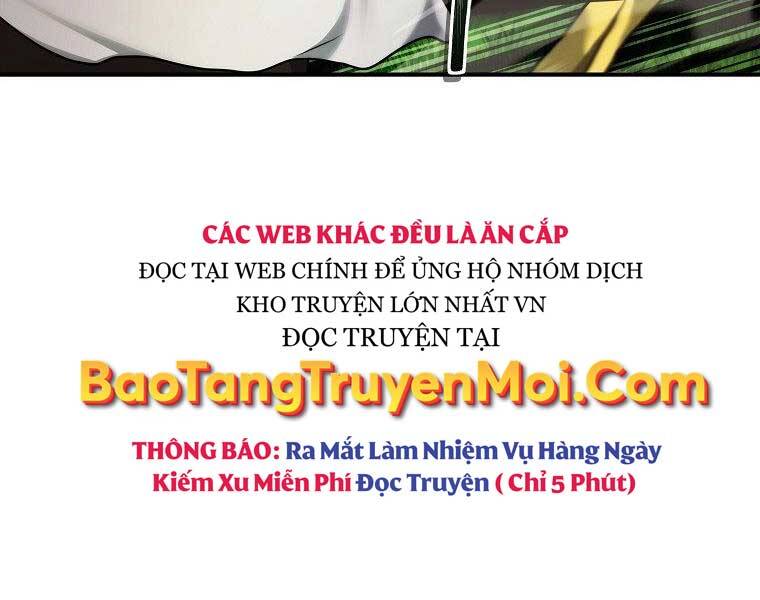 CÁC WEB KHÁC ĐỀU LÀ ĂN CẮP
ĐỌC TẠI WEB CHÍNH ĐỂ ỦNG HỘ NHÓM DỊCH
KHO TRUYỆN LỚN NHẤT VN
ĐỌC TRUYỆN TẠI
BaoTangTruyenMoi.Com
THÔNG BÁO: Ra Mắt Làm Nhiệm Vụ Hàng Ngày
Kiếm Xu Miễn Phí Đọc Truyện ( Chỉ 5 Phút)